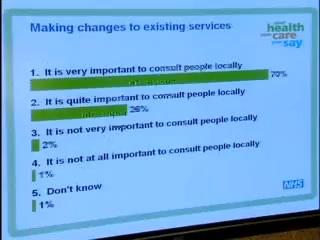 Making changes to existing services
your
health
your care
your say
1. It is very important to consult people locally
70%
2. It is quite important to consult people locally
26%
3. It is not very important to consult people locally
2%
4. It is not at all important to consult people locally
1%
5. Don't know
1%
NHS